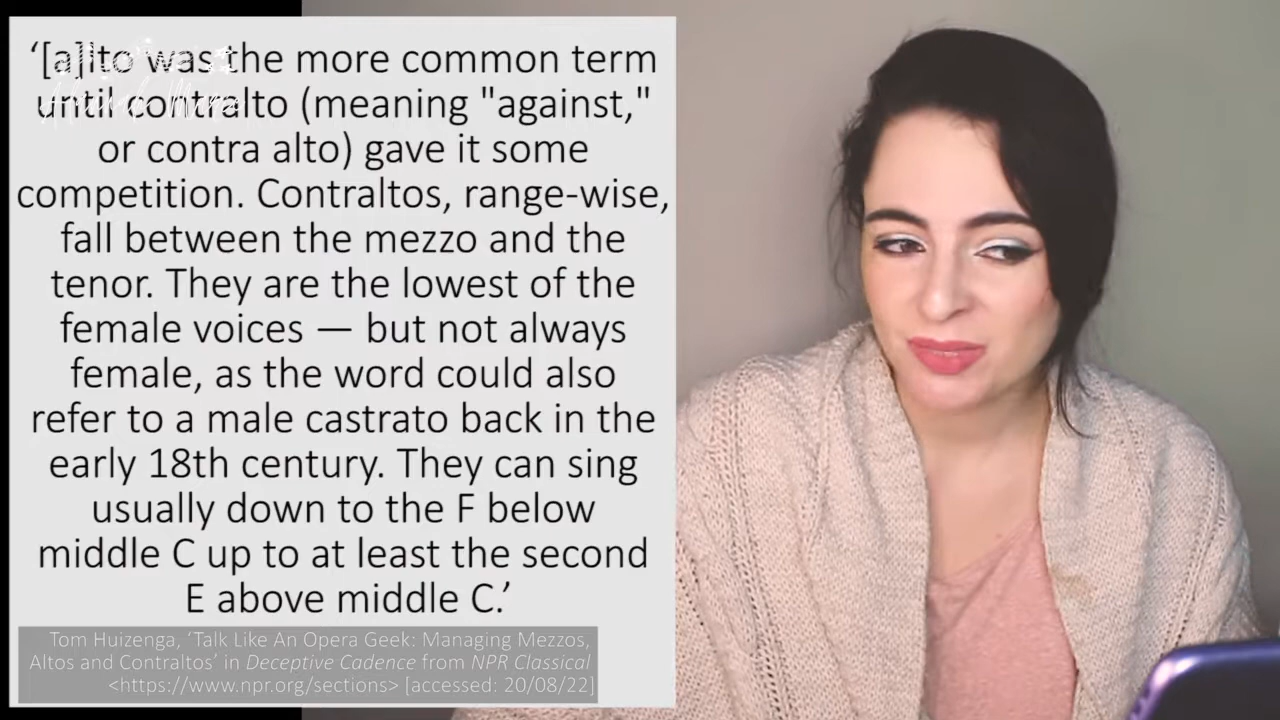 ‘[a]lto was the more common term
until contralto (meaning "against,"
or contra alto) gave it some
competition. Contraltos, range-wise,
fall between the mezzo and the
tenor. They are the lowest of the
female voices — but not always
female, as the word could also
refer to a male castrato back in the
early 18th century. They can sing
usually down to the F below
middle C up to at least the second
E above middle C.’
Tom Huizenga, ‘Talk Like An Opera Geek: Managing Mezzos,
Altos and Contraltos’ in Deceptive Cadence from NPR Classical
<https://www.npr.org/sections> [accessed: 20/08/22]